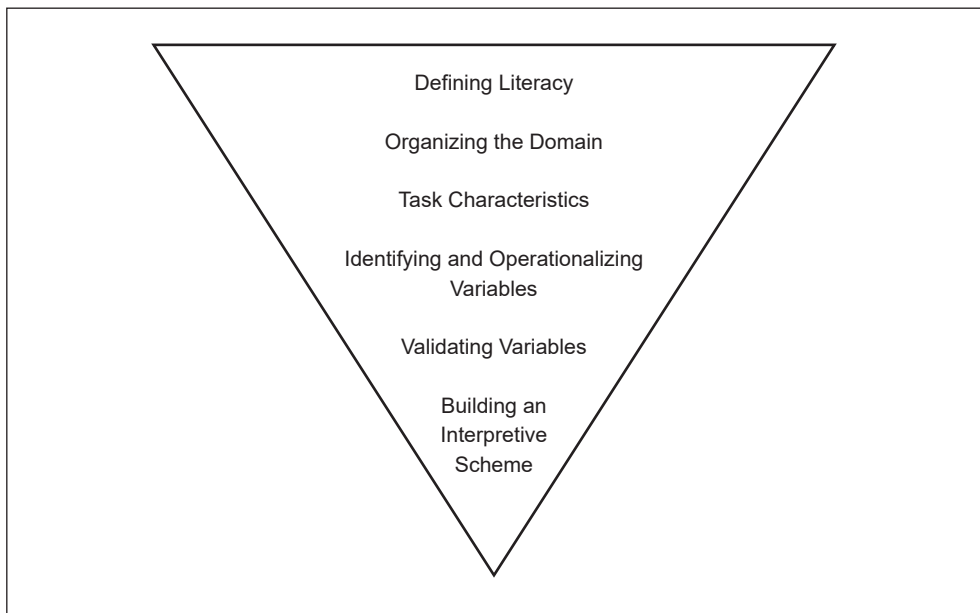 Defining Literacy
Organizing the Domain
Task Characteristics
Identifying and Operationalizing
Variables
Validating Variables
Building an
Interpretive
Scheme